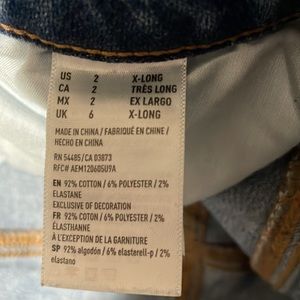 US 2 X-LONG
CA 2 TRÈS LONG
MX 2 EX LARGO
UK 6 X-LONG
MADE IN CHINA / FABRIQUÉ EN CHINE /
HECHO EN CHINA
RN 54485/CA 03873
RFC# AEM120605U9A
EN 92% COTTON / 6% POLYESTER / 2%
ELASTANE
EXCLUSIVE OF DECORATION
FR 92% COTON / 6% POLYESTER / 2%
ÉLASTHANNE
À L'EXCEPTION DE LA GARNITURE
SP 92% algodón / 6% elasterell-p / 2%
elastano